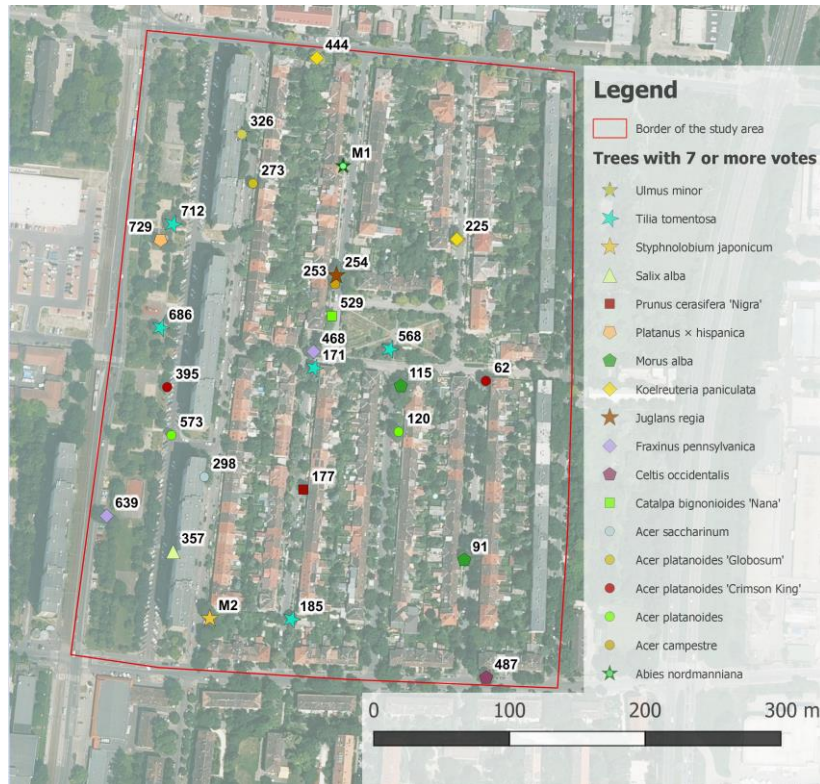 444
326
M1
273
712
729
225
254
253
529
686
468
568
171
395
115
62
573
120
298
177
639
357
91
M2
185
487
Legend
Border of the study area
Trees with 7 or more votes
Ulmus minor
Tilia tomentosa
Styphnolobium japonicum
Salix alba
Prunus cerasifera 'Nigra'
Platanus × hispanica
Morus alba
Koelreuteria paniculata
Juglans regia
Fraxinus pennsylvanica
Celtis occidentalis
Catalpa bignonioides 'Nana'
Acer saccharinum
Acer platanoides 'Globosum'
Acer platanoides 'Crimson King'
Acer platanoides
Acer campestre
Abies nordmanniana
0 100 200 300 m